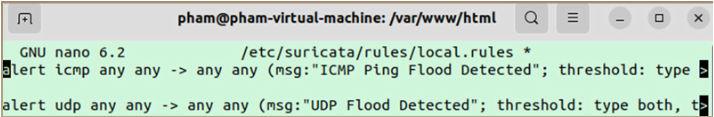 pham@pham-virtual-machine: /var/www/html
GNU nano 6.2 /etc/suricata/rules/local.rules *
alert icmp any any -> any any (msg:"ICMP Ping Flood Detected"; threshold: type >
alert udp any any -> any any (msg:"UDP Flood Detected"; threshold: type both, t>